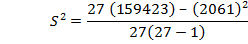 S² = 27 (159423) − (2061)²
27(27 − 1)